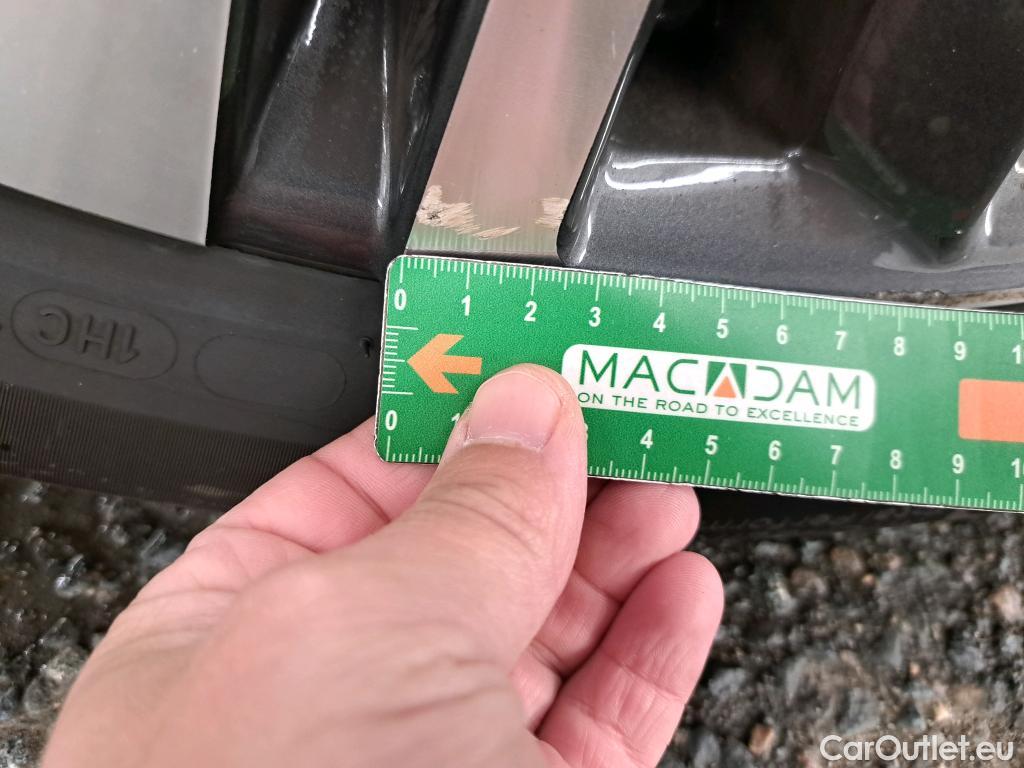 1HC
0 1 2 3 4 5 6 7 8 9
MACADAM
ON THE ROAD TO EXCELLENCE
0 4 5 6 7 8 9
CarOutlet.eu